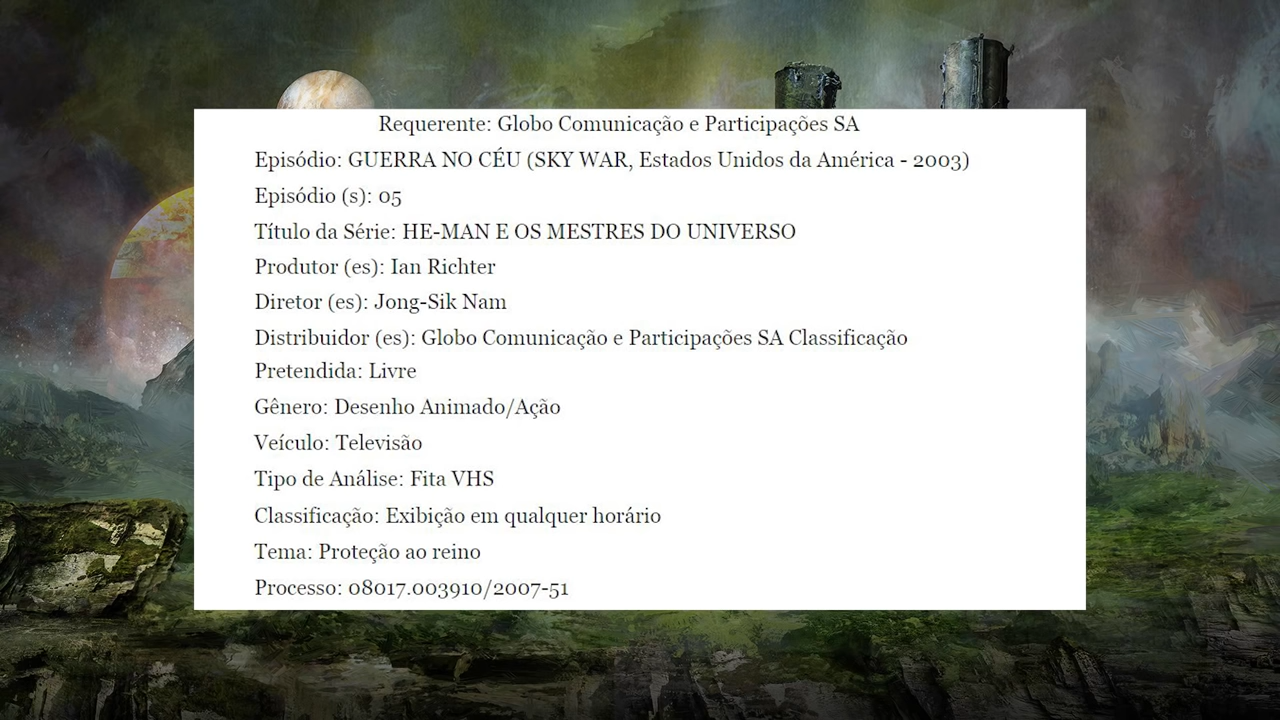 Requerente: Globo Comunicação e Participações SA
Episódio: GUERRA NO CÉU (SKY WAR, Estados Unidos da América - 2003)
Episódio (s): 05
Título da Série: HE-MAN E OS MESTRES DO UNIVERSO
Produtor (es): Ian Richter
Diretor (es): Jong-Sik Nam
Distribuidor (es): Globo Comunicação e Participações SA Classificação
Pretendida: Livre
Gênero: Desenho Animado/Ação
Veículo: Televisão
Tipo de Análise: Fita VHS
Classificação: Exibição em qualquer horário
Tema: Proteção ao reino
Processo: 08017.003910/2007-51